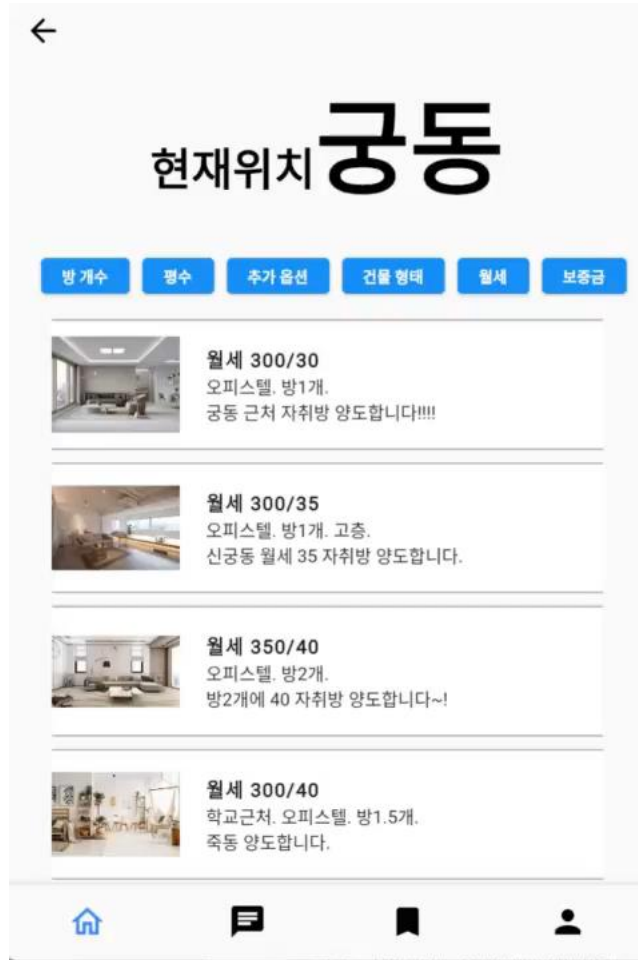 현재위치 궁동
방 개수 평수 추가 옵션 건물 형태 월세 보증금
월세 300/30
오피스텔. 방1개.
궁동 근처 자취방 양도합니다!!!!
월세 300/35
오피스텔. 방1개. 고층.
신궁동 월세 35 자취방 양도합니다.
월세 350/40
오피스텔. 방2개.
방2개에 40 자취방 양도합니다~!
월세 300/40
학교근처. 오피스텔. 방1.5개.
죽동 양도합니다.